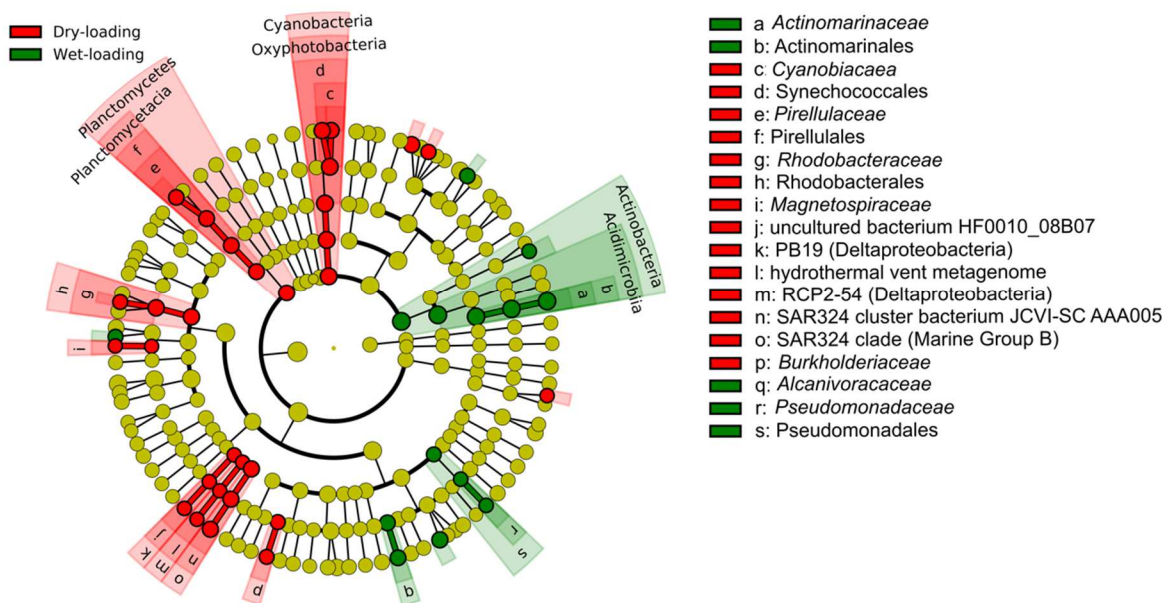 Dry-loading
Wet-loading
Cyanobacteria
Oxyphotobacteria
d
c
Planctomycetes
Planctomycetacia
f
e
Actinobacteria
Acidimicrobiia
a
b
h
g
i
j
k
l
m
n
o
p
q
r
s
a Actinomarinaceae
b: Actinomarinales
c: Cyanobiacaea
d: Synechococcales
e: Pirellulaceae
f: Pirellulales
g: Rhodobacteraceae
h: Rhodobacterales
i: Magnetospiraceae
j: uncultured bacterium HF0010_08B07
k: PB19 (Deltaproteobacteria)
l: hydrothermal vent metagenome
m: RCP2-54 (Deltaproteobacteria)
n: SAR324 cluster bacterium JCVI-SC AAA005
o: SAR324 clade (Marine Group B)
p: Burkholderiaceae
q: Alcanivoracaceae
r: Pseudomonadaceae
s: Pseudomonadales